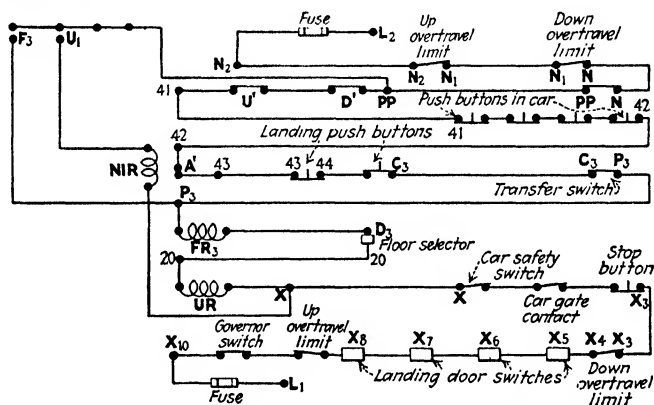 Fuse
L2
Up overtravel limit
Down overtravel limit
F3 U1
N2 N2 N1 N1 N
41 U' D' PP PP N
Push buttons in car
41 42
42
Landing push buttons
NIR
A' 43 43 44 C3 C3 P3
Transfer switch
P3
FR3
D3
Floor selector
20 20
Car safety switch
Stop button
UR X X X3
Car gate contact
Governor switch
Up overtravel limit
X10 X8 X7 X6 X5 X4 X3
Landing door switches
Down overtravel limit
Fuse
L1